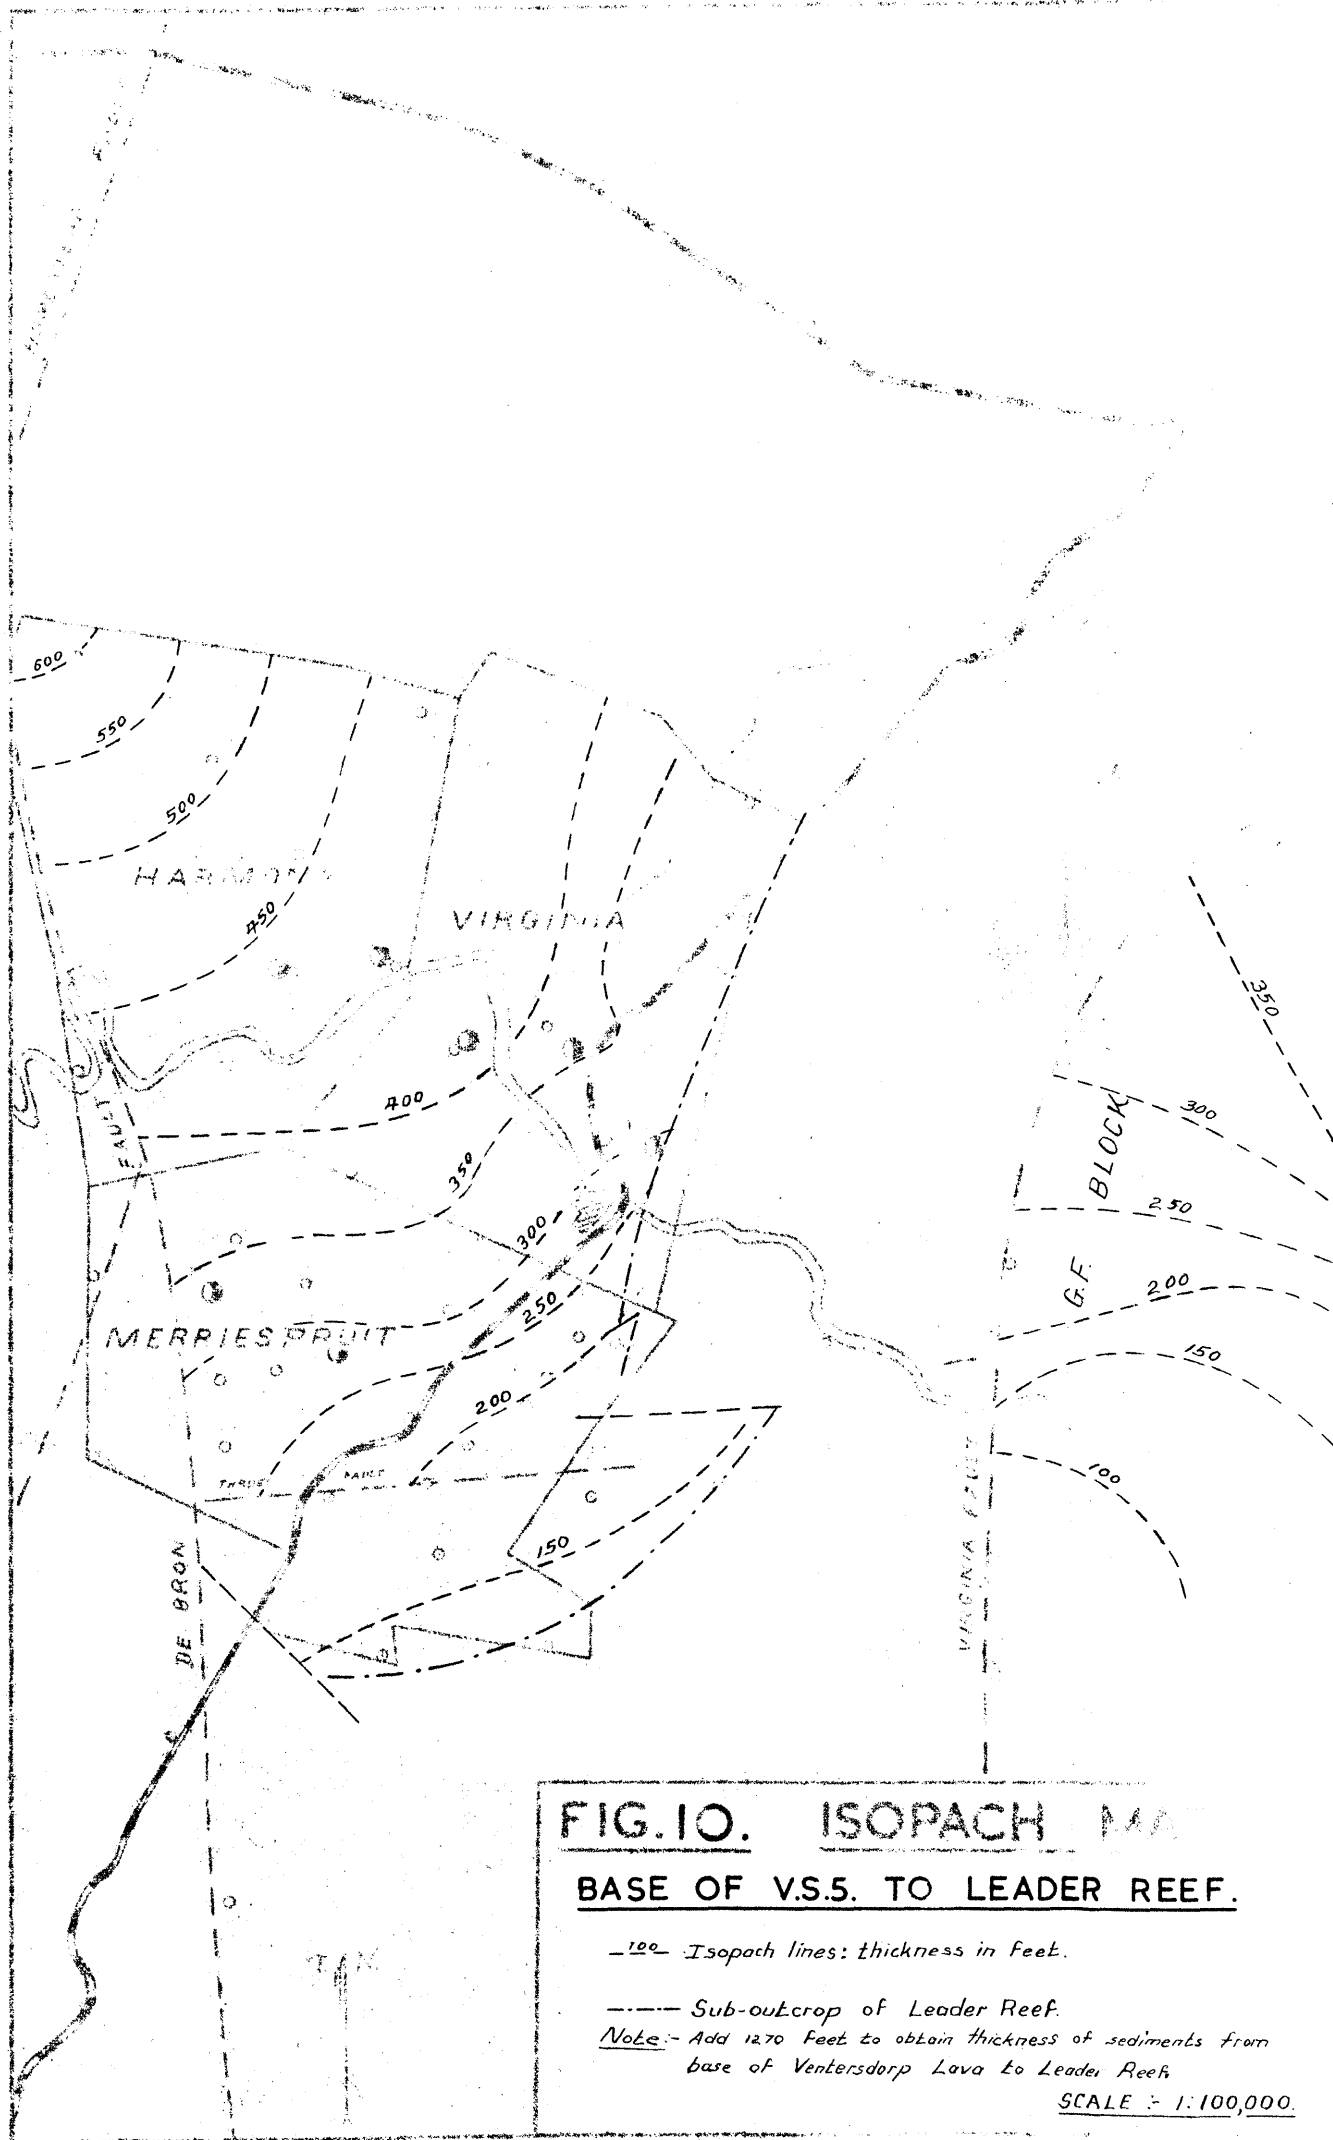 600
550
500
HARMONY
450
VIRGINIA
350
400
300
BLOCK
FAULT
350
250
300
G.F.
200
250
MERRIESPRUIT
150
200
100
THRUST FAULT
150
DE BRON
VIRGINIA FAULT
FIG.10. ISOPACH
BASE OF V.S.5. TO LEADER REEF.
100 Isopach lines: thickness in feet.
Sub-outcrop of Leader Reef.
Note:- Add 1270 feet to obtain thickness of sediments from
base of Ventersdorp Lava to Leader Reef.
SCALE :- 1:100,000.